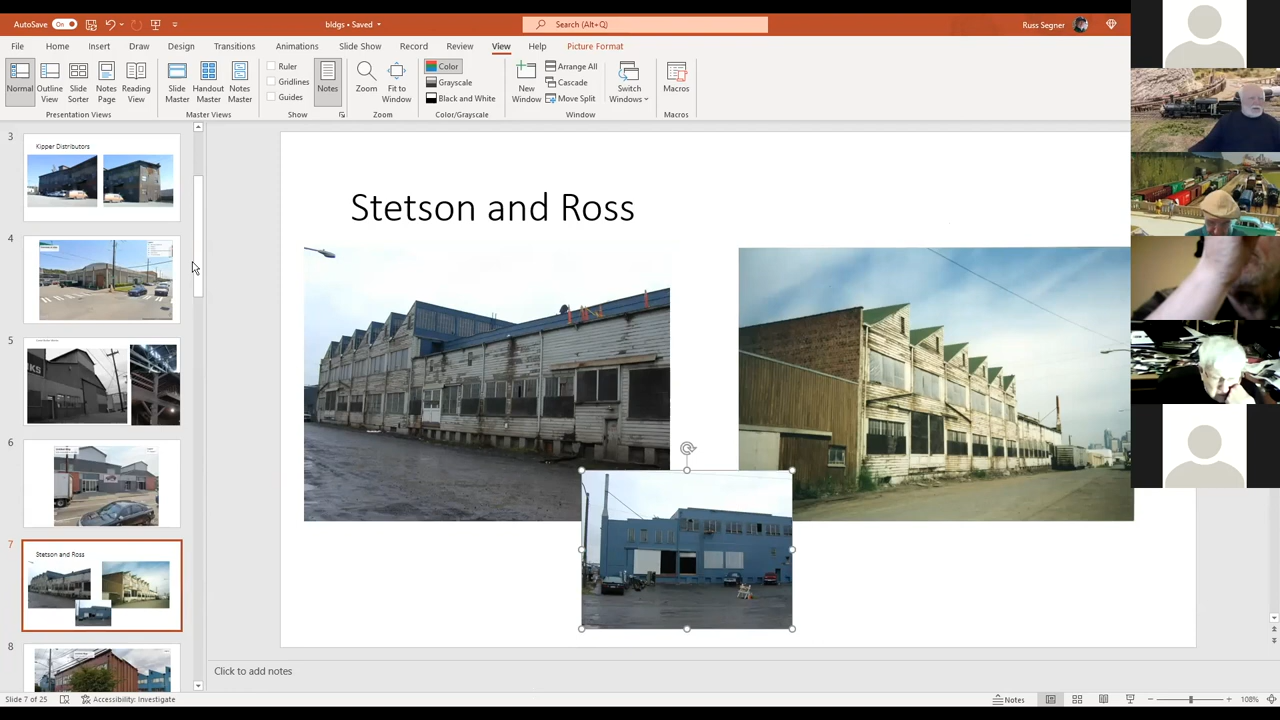 AutoSave On bldgs • Saved Search (Alt+Q) Russ Segner
File Home Insert Draw Design Transitions Animations Slide Show Record Review View Help Picture Format
Normal Outline View Slide Sorter Notes Page Reading View
Presentation Views
Slide Master Handout Master Notes Master
Master Views
Ruler
Gridlines
Guides
Show
Notes
Zoom Fit to Window
Zoom
Color
Grayscale
Black and White
Color/Grayscale
New Window
Arrange All
Cascade
Move Split
Switch Windows
Window
Macros
Macros
3
Kipper Distributors
4
5
6
7
Stetson and Ross
8
Stetson and Ross
Click to add notes
Slide 7 of 25 Accessibility: Investigate Notes 108%